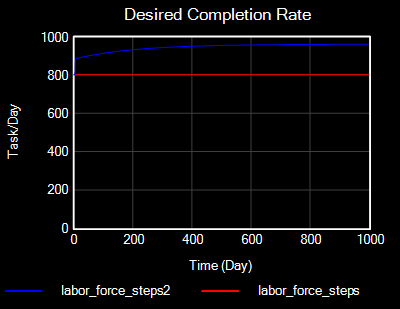 Desired Completion Rate
1000
800
600
400
200
0
Task/Day
0 200 400 600 800 1000
Time (Day)
labor_force_steps2 labor_force_steps